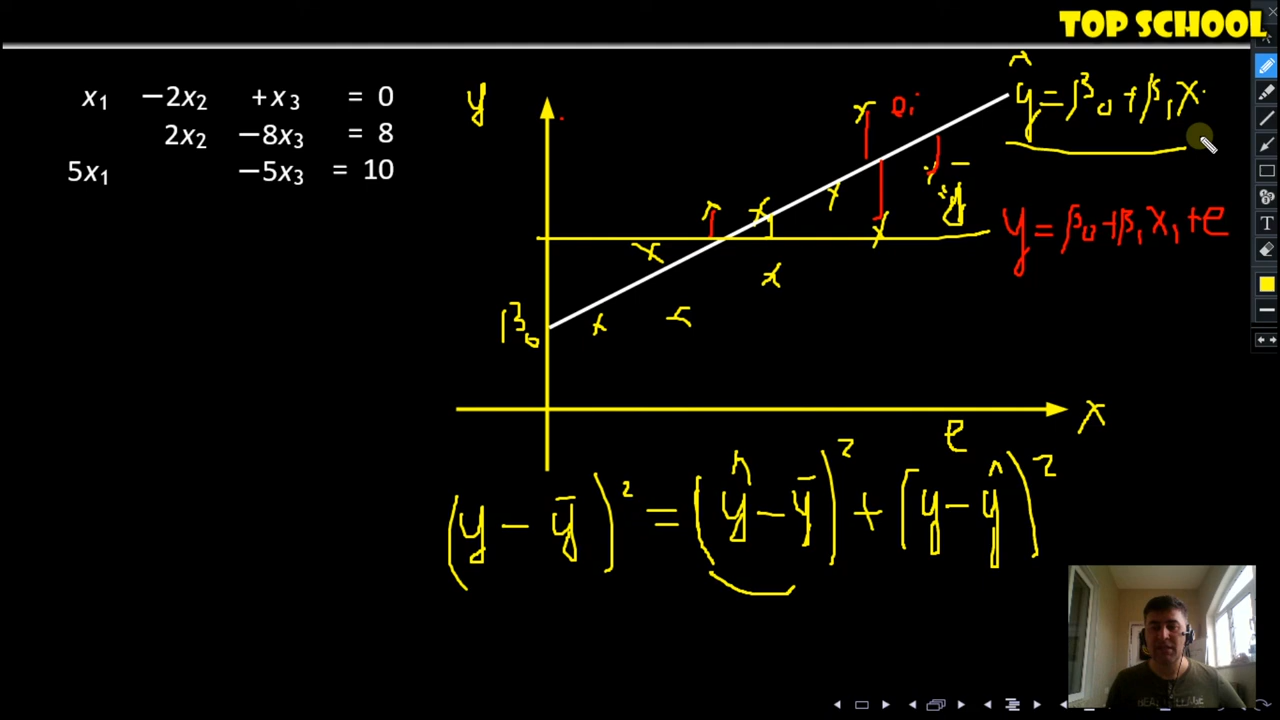 TOP SCHOOL
x₁ −2x₂ +x₃ = 0
2x₂ −8x₃ = 8
5x₁ −5x₃ = 10
y
ŷ = β₀ + β₁x
eᵢ
ȳ
y = β₀ + β₁x₁ + e
β₀
x
e
(y − ȳ)² = (ŷ − ȳ)² + (y − ŷ)²
T